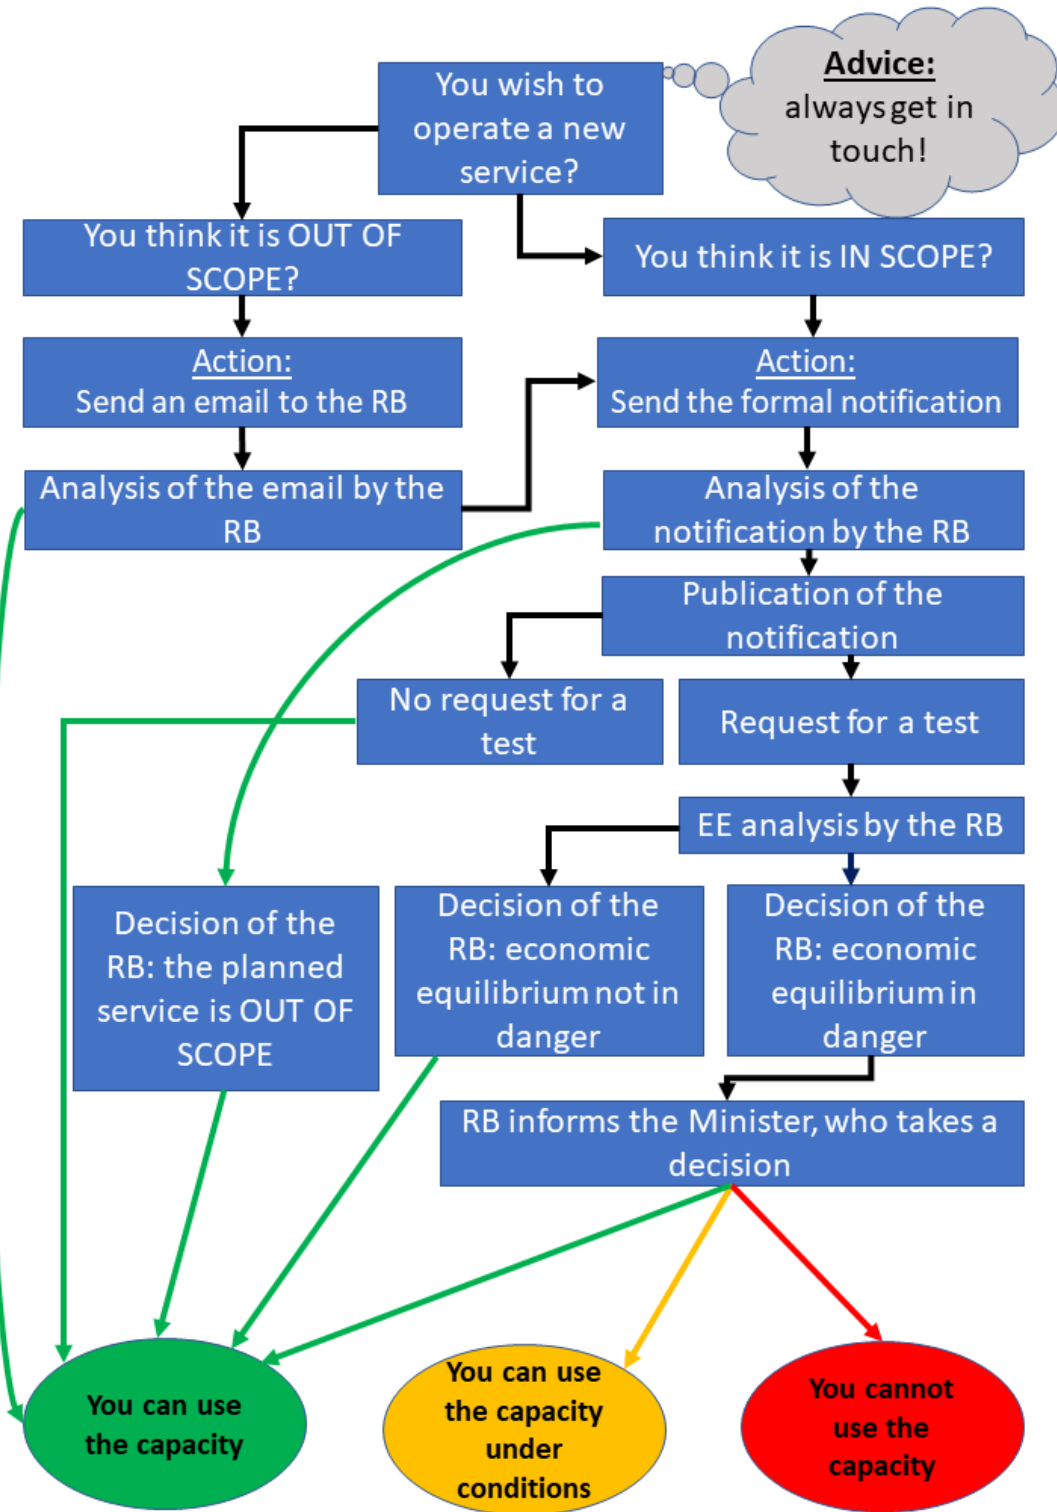 Advice:
always get in
touch!
You wish to
operate a new
service?
You think it is OUT OF
SCOPE?
You think it is IN SCOPE?
Action:
Send an email to the RB
Action:
Send the formal notification
Analysis of the email by the
RB
Analysis of the
notification by the RB
Publication of the
notification
No request for a
test
Request for a test
EE analysis by the RB
Decision of the
RB: the planned
service is OUT OF
SCOPE
Decision of the
RB: economic
equilibrium not in
danger
Decision of the
RB: economic
equilibrium in
danger
RB informs the Minister, who takes a
decision
You can use
the capacity
You can use
the capacity
under
conditions
You cannot
use the
capacity